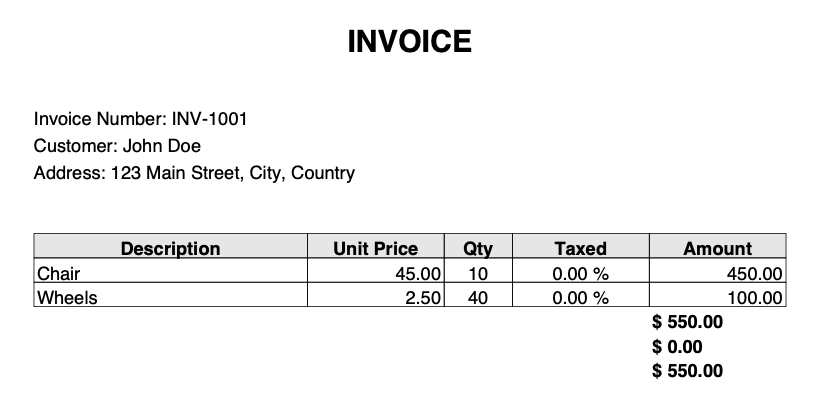 INVOICE
Invoice Number: INV-1001
Customer: John Doe
Address: 123 Main Street, City, Country
Description Unit Price Qty Taxed Amount
Chair 45.00 10 0.00 % 450.00
Wheels 2.50 40 0.00 % 100.00
$ 550.00
$ 0.00
$ 550.00